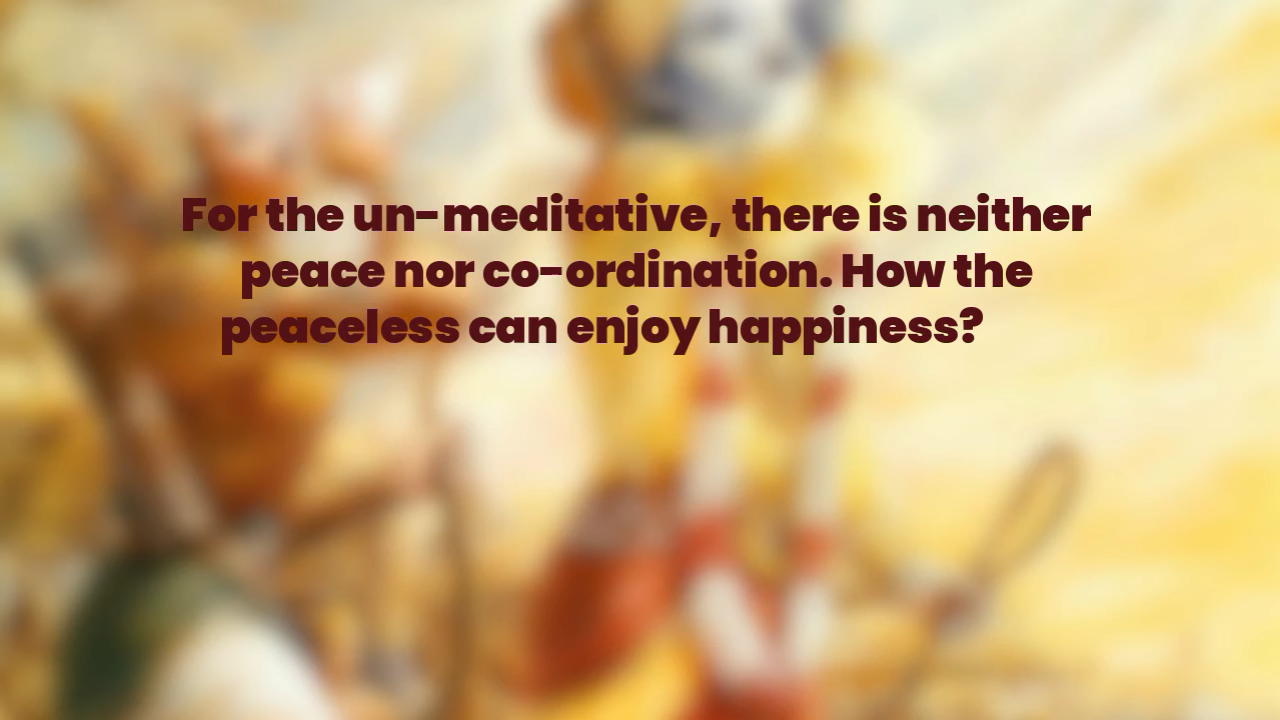 For the un-meditative, there is neither
peace nor co-ordination. How the
peaceless can enjoy happiness?